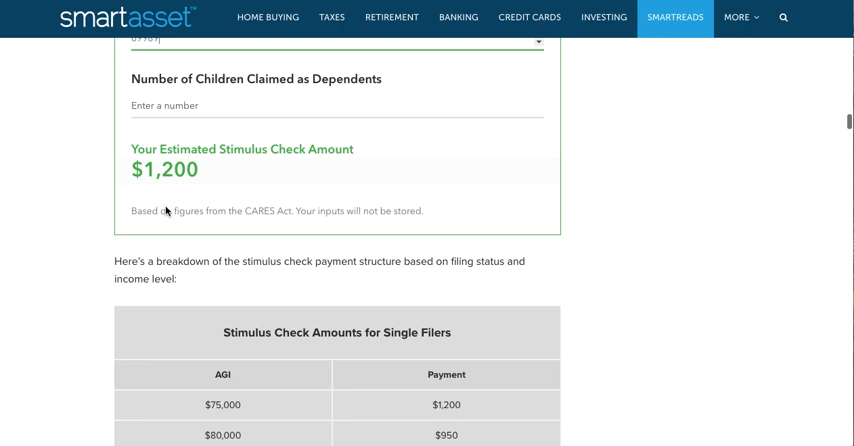 smartasset™
HOME BUYING TAXES RETIREMENT BANKING CREDIT CARDS INVESTING SMARTREADS MORE
Number of Children Claimed as Dependents
Enter a number
Your Estimated Stimulus Check Amount
$1,200
Based on figures from the CARES Act. Your inputs will not be stored.
Here's a breakdown of the stimulus check payment structure based on filing status and
income level:
Stimulus Check Amounts for Single Filers
AGI Payment
$75,000 $1,200
$80,000 $950